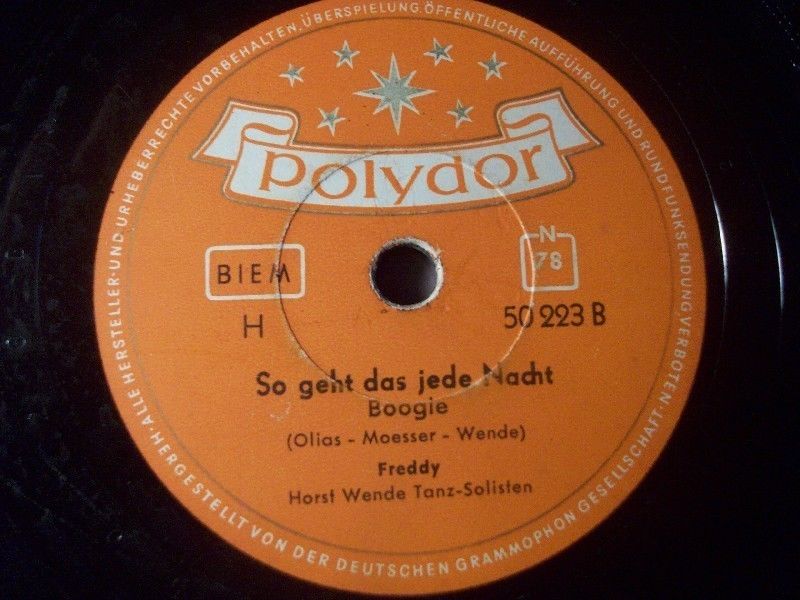 ALLE HERSTELLER- UND URHEBERRECHTE VORBEHALTEN. ÜBERSPIELUNG. ÖFFENTLICHE AUFFÜHRUNG UND RUNDFUNKSENDUNG VERBOTEN.
polydor
BIEM
N
78
H
50 223 B
So geht das jede Nacht
Boogie
(Olias - Moesser - Wende)
Freddy
Horst Wende Tanz-Solisten
HERGESTELLT VON DER DEUTSCHEN GRAMMOPHON GESELLSCHAFT